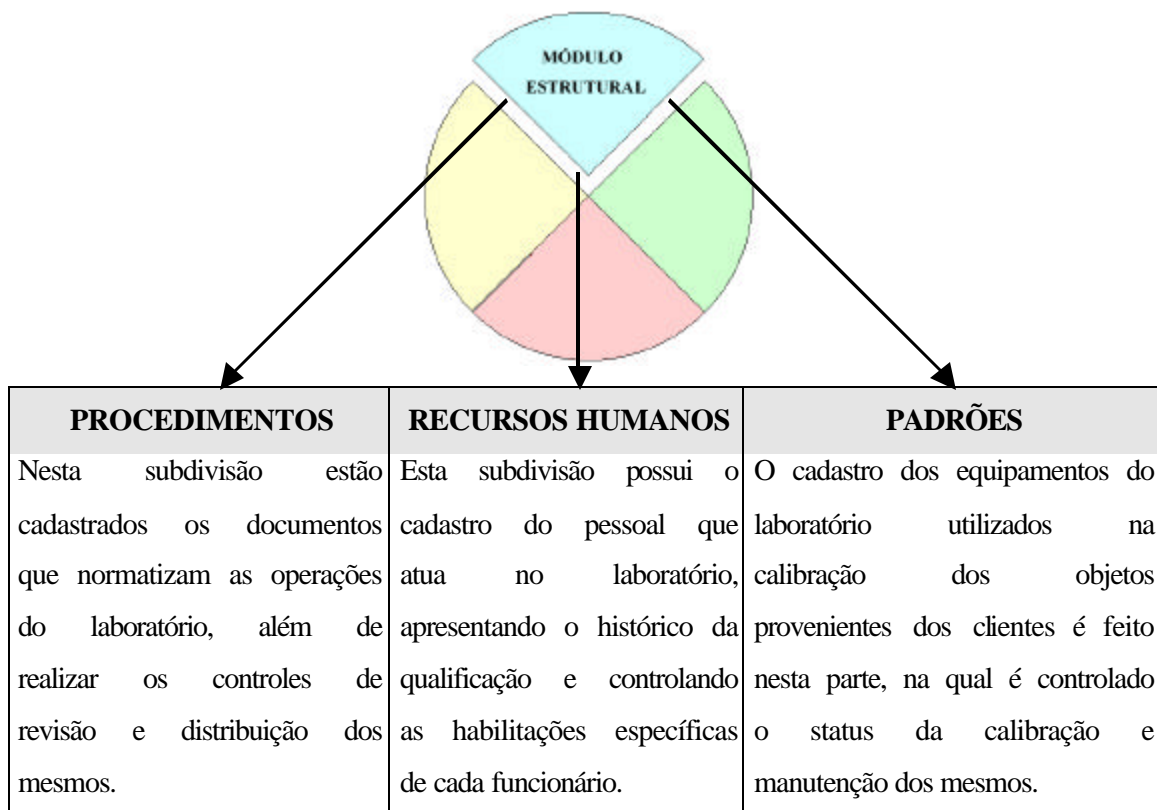 MÓDULO
ESTRUTURAL
PROCEDIMENTOS
Nesta subdivisão estão
cadastrados os documentos
que normatizam as operações
do laboratório, além de
realizar os controles de
revisão e distribuição dos
mesmos.
RECURSOS HUMANOS
Esta subdivisão possui o
cadastro do pessoal que
atua no laboratório,
apresentando o histórico da
qualificação e controlando
as habilitações específicas
de cada funcionário.
PADRÕES
O cadastro dos equipamentos do
laboratório utilizados na
calibração dos objetos
provenientes dos clientes é feito
nesta parte, na qual é controlado
o status da calibração e
manutenção dos mesmos.